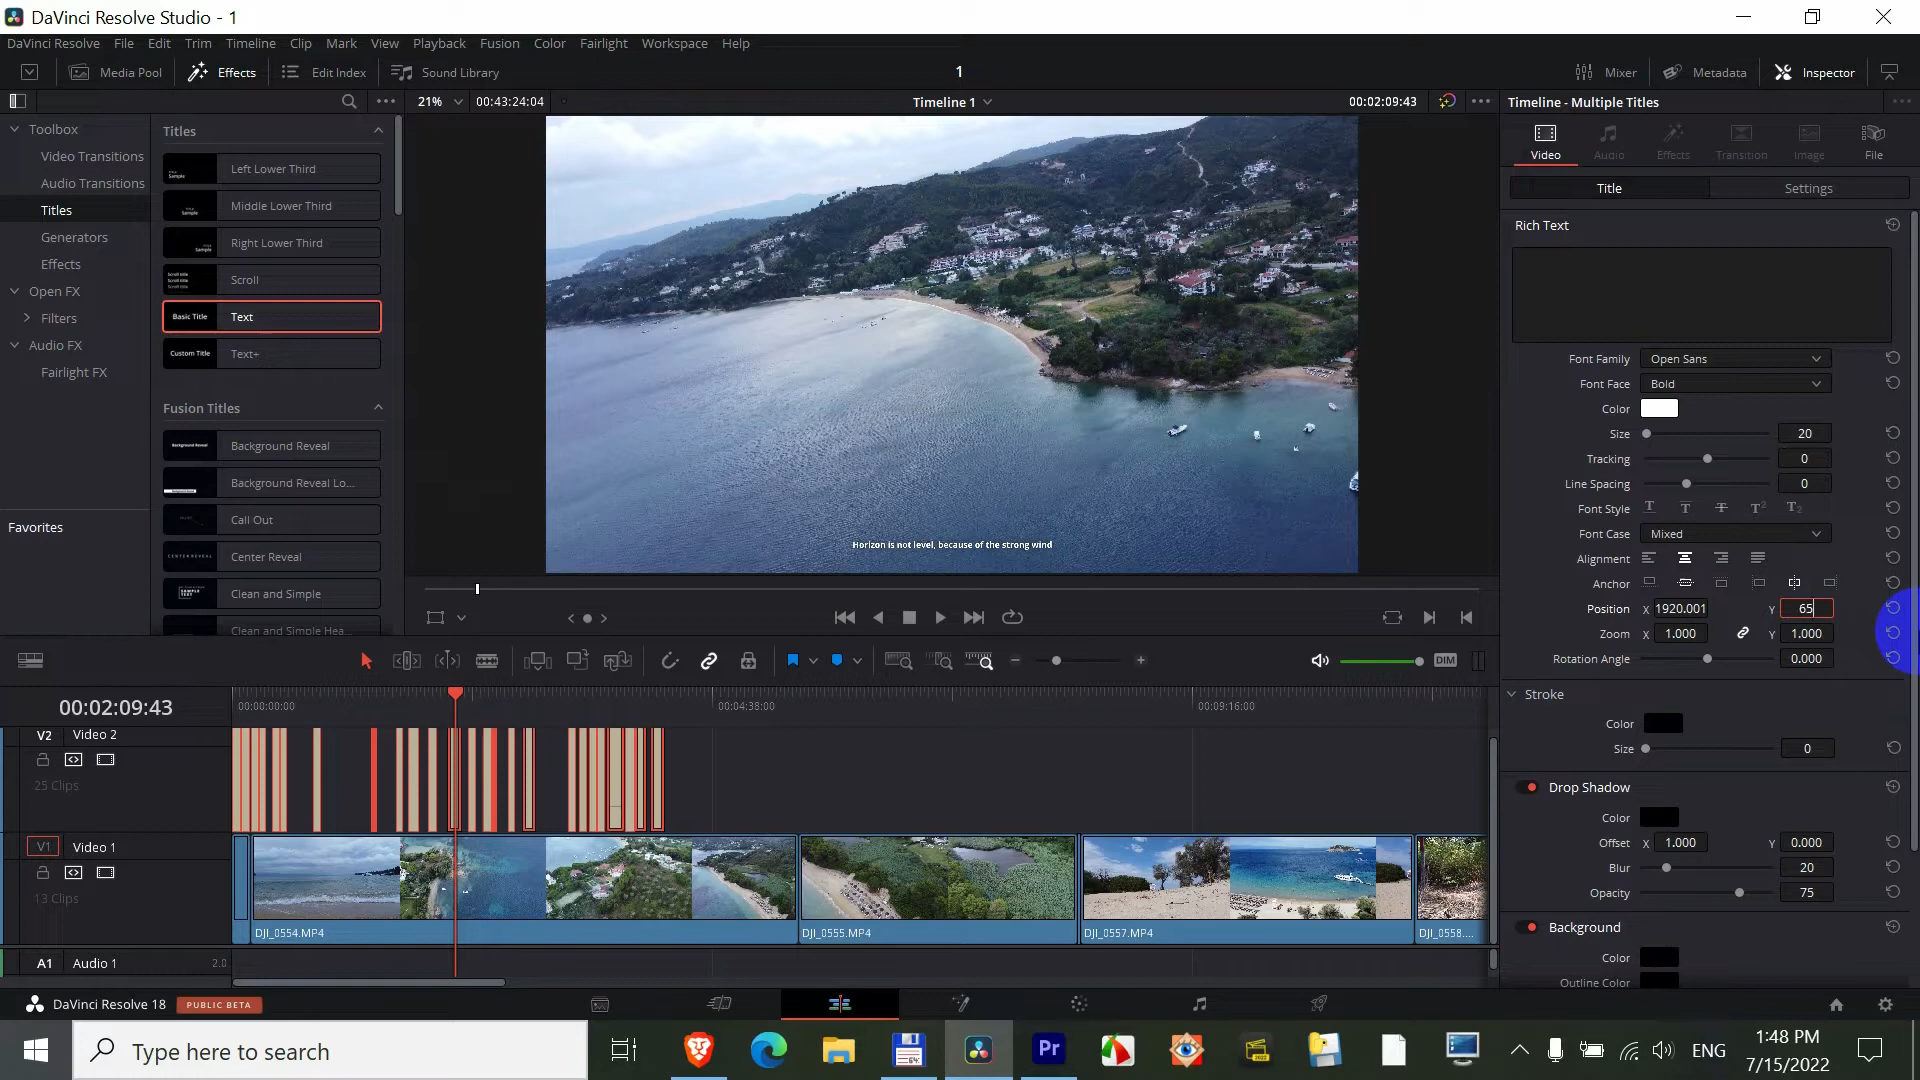 DaVinci Resolve Studio - 1
DaVinci Resolve File Edit Trim Timeline Clip Mark View Playback Fusion Color Fairlight Workspace Help
Media Pool Effects Edit Index Sound Library 1 Mixer Metadata Inspector
21% 00:43:24:04 Timeline 1 00:02:09:43 Timeline - Multiple Titles
Toolbox
Video Transitions
Audio Transitions
Titles
Generators
Effects
Open FX
Filters
Audio FX
Fairlight FX
Favorites
Titles
Left Lower Third
Middle Lower Third
Right Lower Third
Scroll
Basic Title Text
Custom Title Text+
Fusion Titles
Background Reveal
Background Reveal Lo...
Call Out
Center Reveal
Clean and Simple
Clean and Simple Hea...
Horizon is not level, because of the strong wind
Video Audio Effects Transition Image File
Title Settings
Rich Text
Font Family Open Sans
Font Face Bold
Color
Size 20
Tracking 0
Line Spacing 0
Font Style T T T T2 T2
Font Case Mixed
Alignment
Anchor
Position X 1920.001 Y 65
Zoom X 1.000 Y 1.000
Rotation Angle 0.000
Stroke
Color
Size 0
Drop Shadow
Color
Offset X 1.000 Y 0.000
Blur 20
Opacity 75
Background
Color
Outline Color
DIM
00:02:09:43 00:00:00:00 00:04:38:00 00:09:16:00
V2 Video 2
25 Clips
V1 Video 1
13 Clips
DJI_0554.MP4 DJI_0555.MP4 DJI_0557.MP4 DJI_0558....
A1 Audio 1 2.0
DaVinci Resolve 18 PUBLIC BETA
Type here to search
Pr
64
2022
ENG
1:48 PM
7/15/2022